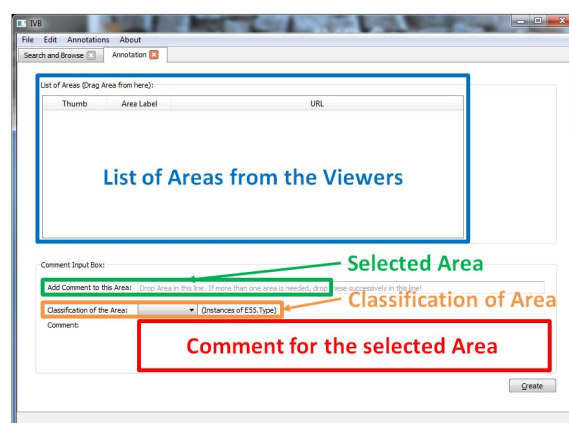 IVB
File Edit Annotations About
Search and Browse Annotation
List of Areas (Drag Area from here):
Thumb Area Label URL
List of Areas from the Viewers
Comment Input Box:
Selected Area
Add Comment to this Area: Drop Area in this line. If more than one area is needed, drop these successively in this line!
Classification of Area
Classification of the Area: (Instances of E55.Type)
Comment:
Comment for the selected Area
Create